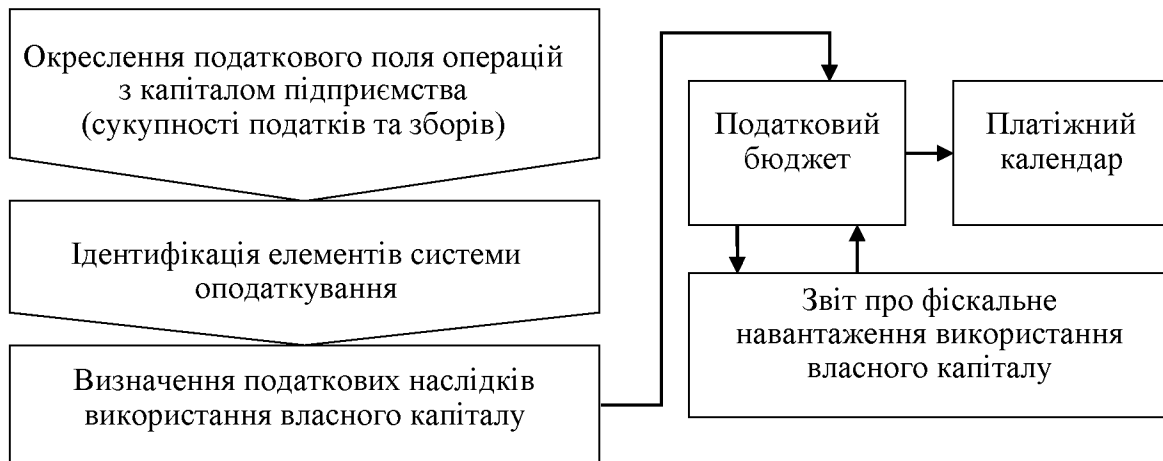 Окреслення податкового поля операцій
з капіталом підприємства
(сукупності податків та зборів)
Ідентифікація елементів системи
оподаткування
Визначення податкових наслідків
використання власного капіталу
Податковий
бюджет
Платіжний
календар
Звіт про фіскальне
навантаження використання
власного капіталу